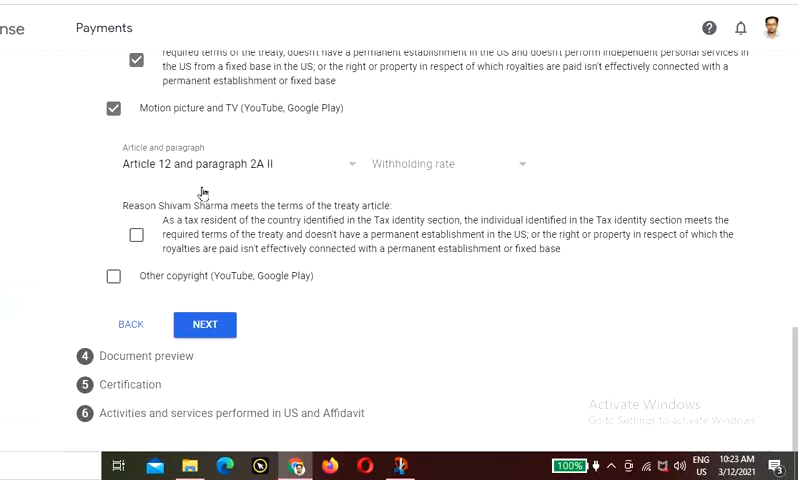 nse
Payments
required terms of the treaty, doesn't have a permanent establishment in the US and doesn't perform independent personal services in
the US from a fixed base in the US; or the right or property in respect of which royalties are paid isn't effectively connected with a
permanent establishment or fixed base
Motion picture and TV (YouTube, Google Play)
Article and paragraph
Article 12 and paragraph 2A II
Withholding rate
Reason Shivam Sharma meets the terms of the treaty article:
As a tax resident of the country identified in the Tax identity section, the individual identified in the Tax identity section meets the
required terms of the treaty and doesn't have a permanent establishment in the US; or the right or property in respect of which the
royalties are paid isn't effectively connected with a permanent establishment or fixed base
Other copyright (YouTube, Google Play)
BACK
NEXT
4 Document preview
5 Certification
6 Activities and services performed in US and Affidavit
Activate Windows
Go to Settings to activate Windows.
100%
ENG
US
10:23 AM
3/12/2021
3